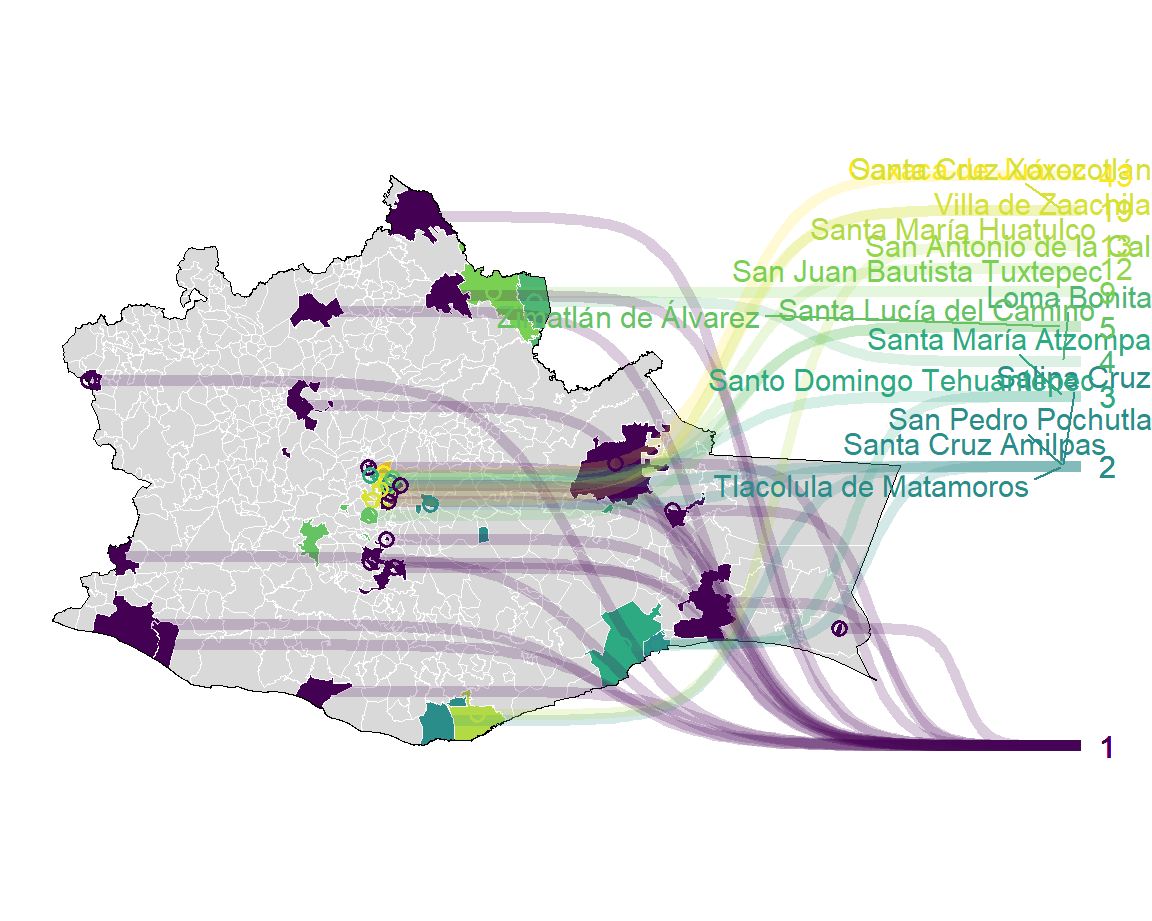 Santa Cruz Xoxocotlán
Oaxaca de Juárez
Villa de Zaachila 19
Santa María Huatulco
San Antonio de la Cal 13
San Juan Bautista Tuxtepec 12
9
Loma Bonita
Zimatlán de Álvarez
Santa Lucía del Camino 5
Santa María Atzompa
4
Salina Cruz
Santo Domingo Tehuantepec 3
San Pedro Pochutla
Santa Cruz Amilpas
2
Tlacolula de Matamoros
1